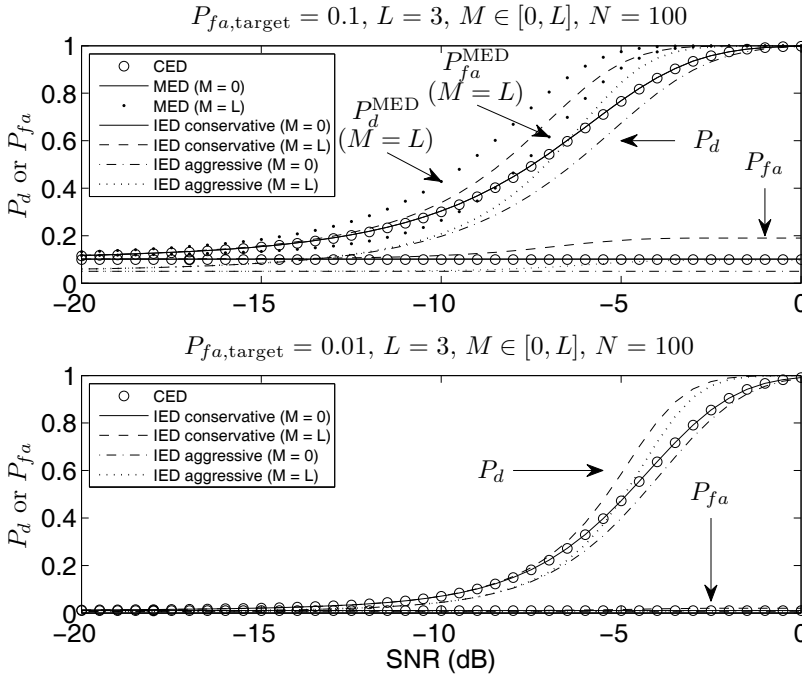 P_{fa,target} = 0.1, L = 3, M ∈ [0, L], N = 100
1
0.8
0.6
0.4
0.2
0
P_d or P_{fa}
CED
MED (M = 0)
MED (M = L)
IED conservative (M = 0)
IED conservative (M = L)
IED aggressive (M = 0)
IED aggressive (M = L)
P_d^{MED}
(M = L)
P_{fa}^{MED}
(M = L)
P_d
P_{fa}
−20
−15
−10
−5
0
P_{fa,target} = 0.01, L = 3, M ∈ [0, L], N = 100
1
0.8
0.6
0.4
0.2
0
P_d or P_{fa}
CED
IED conservative (M = 0)
IED conservative (M = L)
IED aggressive (M = 0)
IED aggressive (M = L)
P_d
P_{fa}
−20
−15
−10
−5
0
SNR (dB)